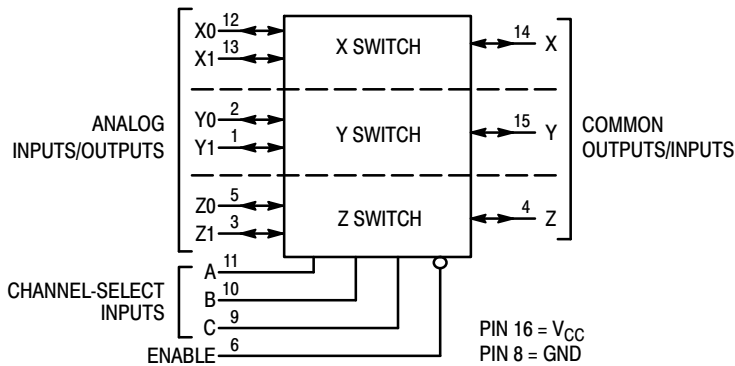 X0 12
X1 13
X SWITCH
14 X
ANALOG
INPUTS/OUTPUTS
Y0 2
Y1 1
Y SWITCH
15 Y
COMMON
OUTPUTS/INPUTS
Z0 5
Z1 3
Z SWITCH
4 Z
CHANNEL-SELECT
INPUTS
A 11
B 10
C 9
ENABLE 6
PIN 16 = VCC
PIN 8 = GND